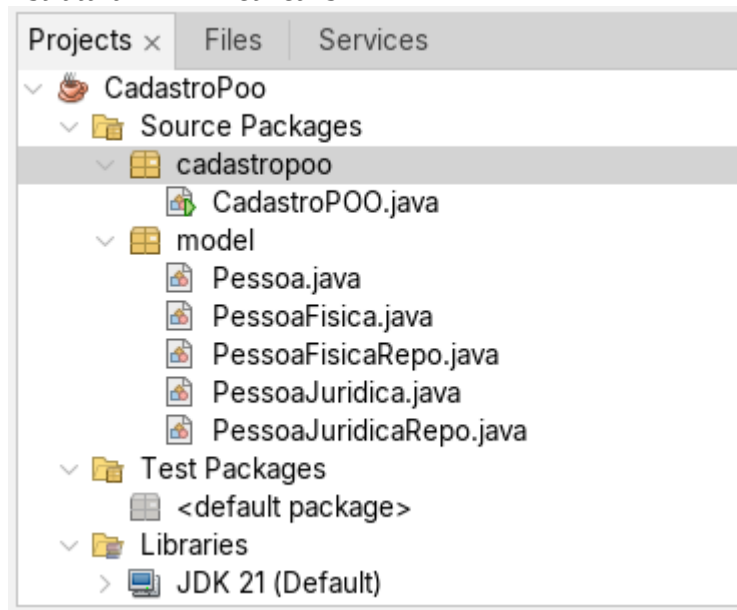 Projects × Files Services
CadastroPoo
Source Packages
cadastropoo
CadastroPOO.java
model
Pessoa.java
PessoaFisica.java
PessoaFisicaRepo.java
PessoaJuridica.java
PessoaJuridicaRepo.java
Test Packages
<default package>
Libraries
JDK 21 (Default)